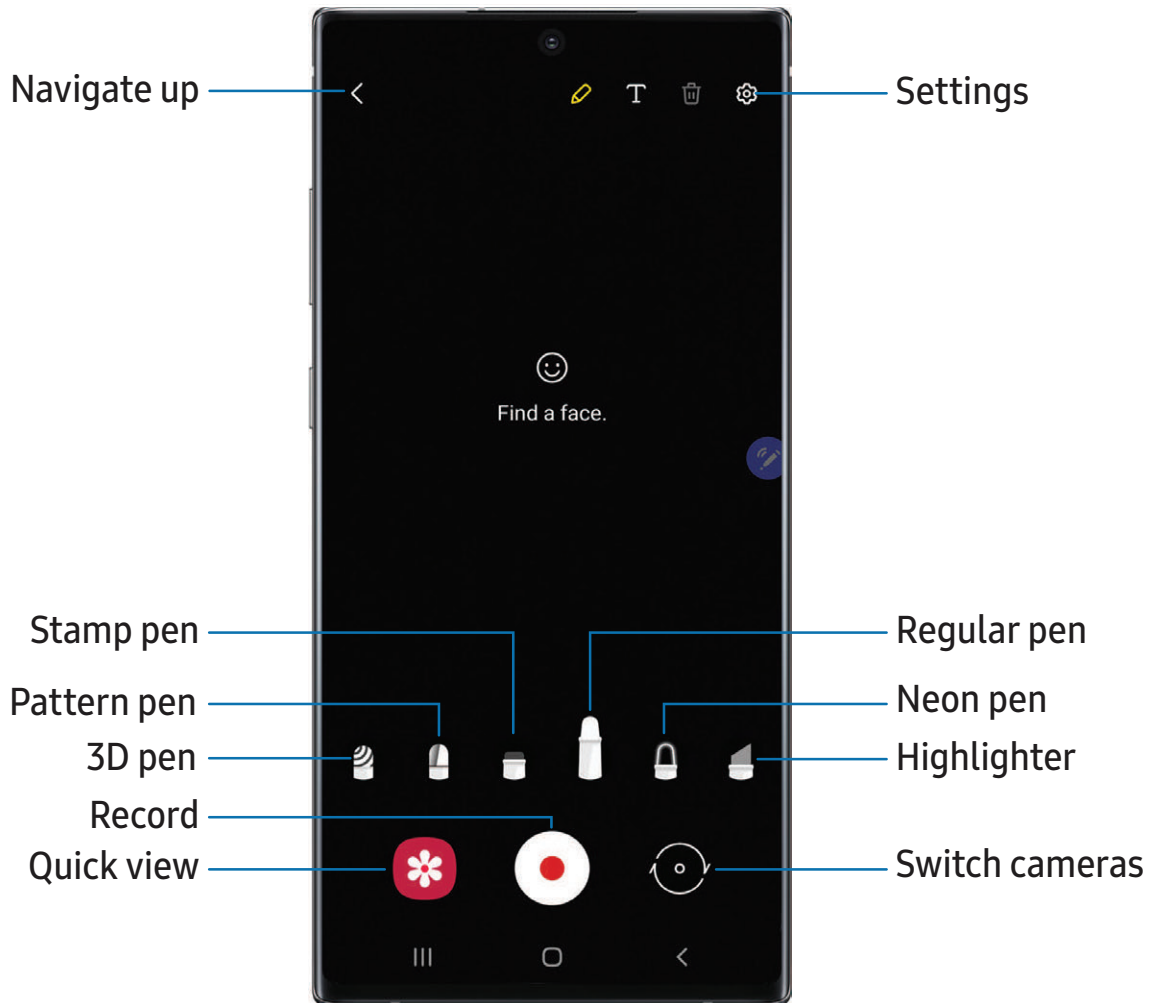 Navigate up
T
Settings
Find a face.
Stamp pen
Regular pen
Pattern pen
Neon pen
3D pen
Highlighter
Record
Quick view
Switch cameras